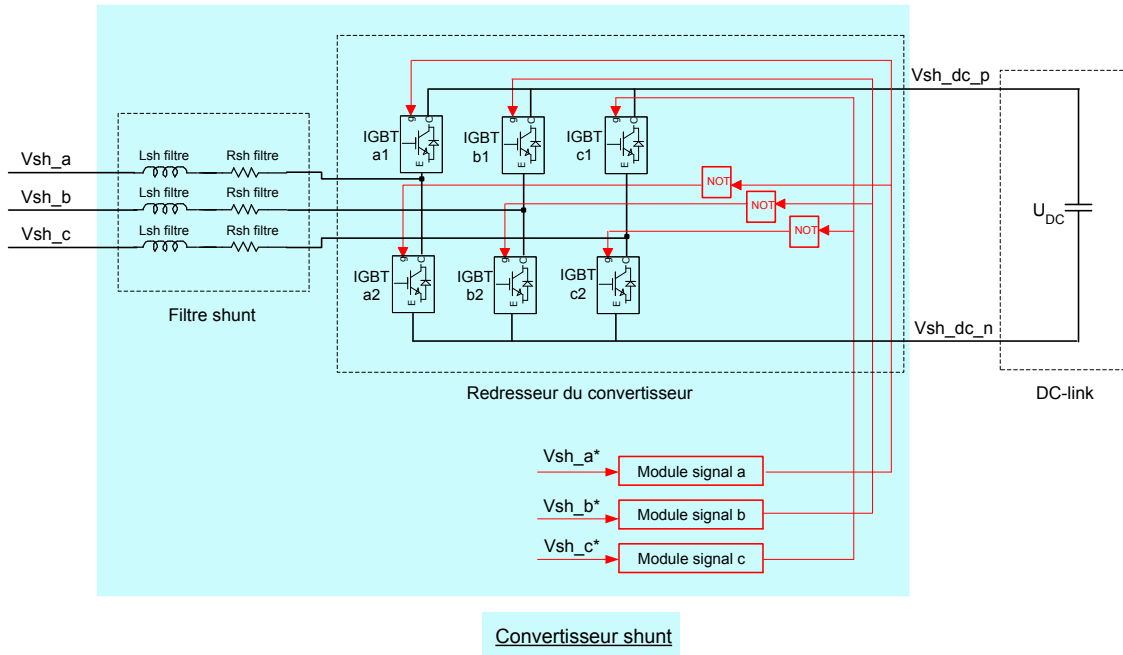 Vsh_dc_p
g
C
g
C
g
C
IGBT
a1
IGBT
b1
IGBT
c1
E
E
E
Vsh_a
Lsh filtre
Rsh filtre
Vsh_b
Lsh filtre
Rsh filtre
Vsh_c
Lsh filtre
Rsh filtre
NOT
NOT
NOT
UDC
g
C
g
C
g
C
IGBT
a2
IGBT
b2
IGBT
c2
E
E
E
Filtre shunt
Vsh_dc_n
Redresseur du convertisseur
DC-link
Vsh_a*
Module signal a
Vsh_b*
Module signal b
Vsh_c*
Module signal c
Convertisseur shunt